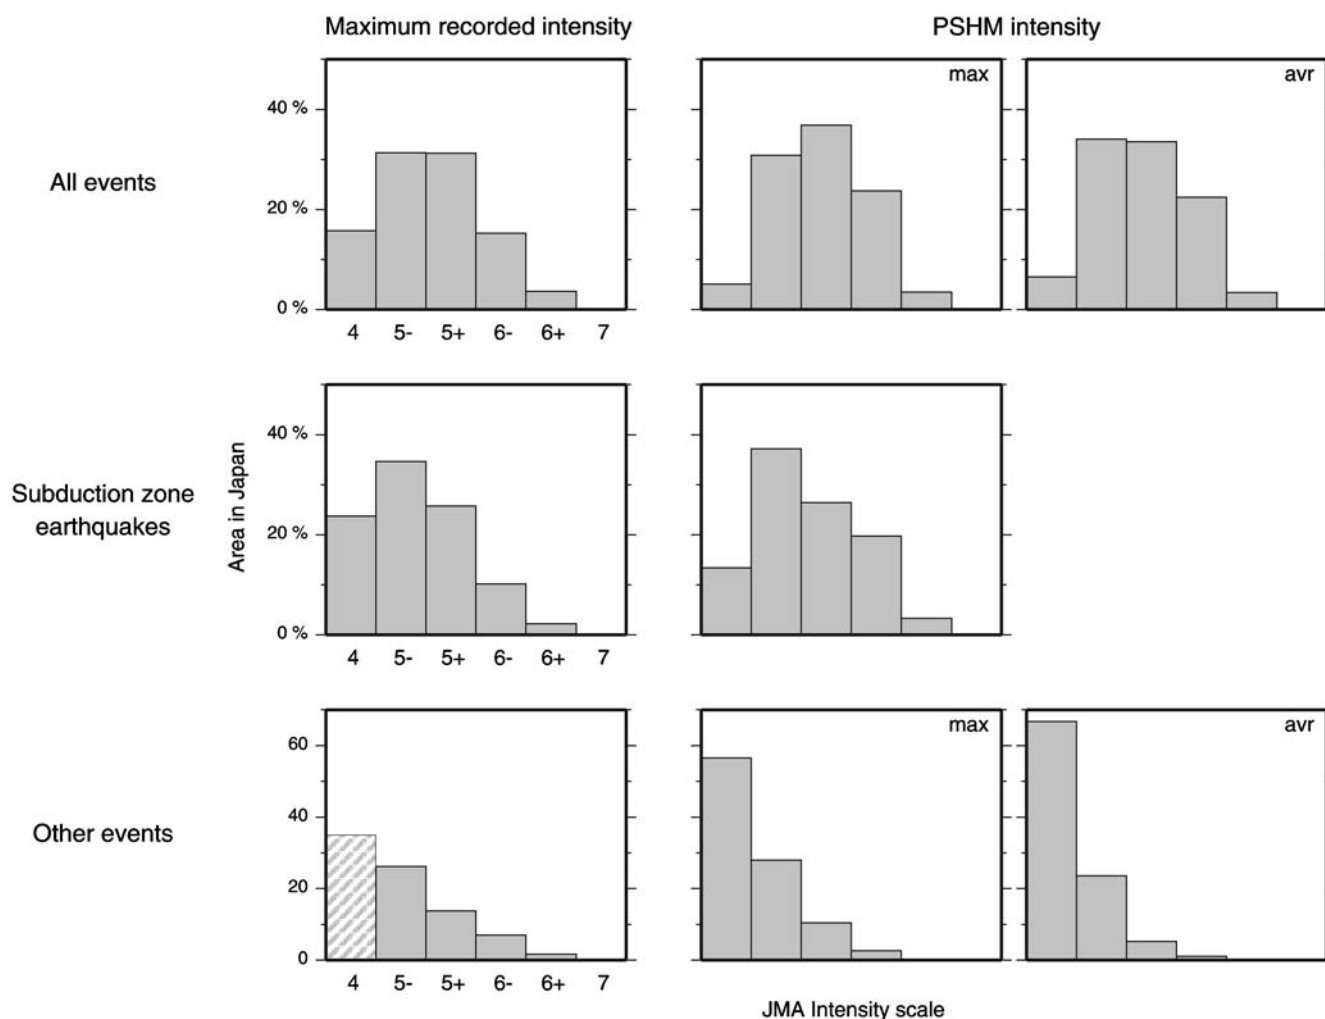 Maximum recorded intensity
PSHM intensity
max
avr
All events
40 %
20 %
0 %
4 5- 5+ 6- 6+ 7
Subduction zone
earthquakes
Area in Japan
40 %
20 %
0 %
4 5- 5+ 6- 6+ 7
max
avr
Other events
60
40
20
0
4 5- 5+ 6- 6+ 7
JMA Intensity scale